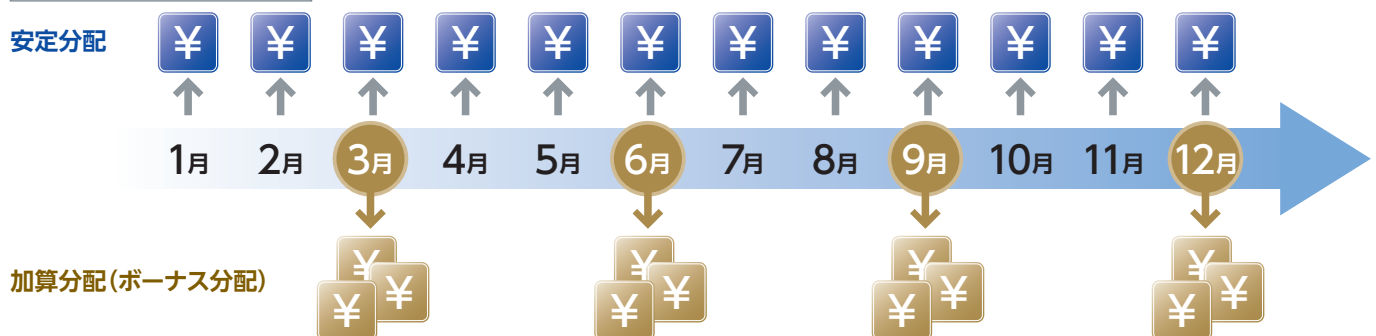 安定分配 ¥ ¥ ¥ ¥ ¥ ¥ ¥ ¥ ¥ ¥ ¥ ¥
1月 2月 3月 4月 5月 6月 7月 8月 9月 10月 11月 12月
¥ ¥ ¥ ¥
加算分配(ボーナス分配) ¥ ¥ ¥ ¥
¥ ¥ ¥ ¥